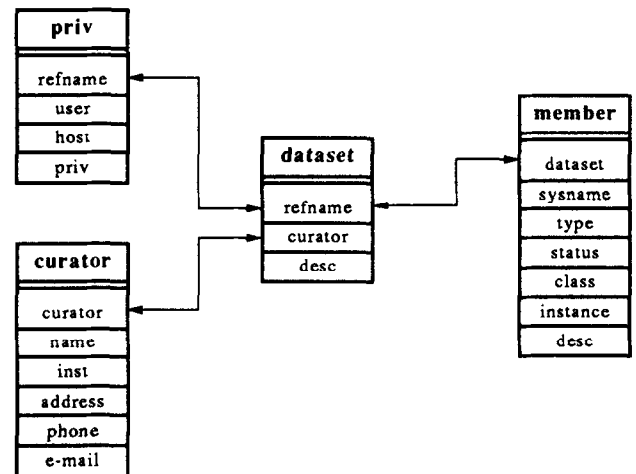 priv
refname
user
host
priv
curator
curator
name
inst
address
phone
e-mail
dataset
refname
curator
desc
member
dataset
sysname
type
status
class
instance
desc